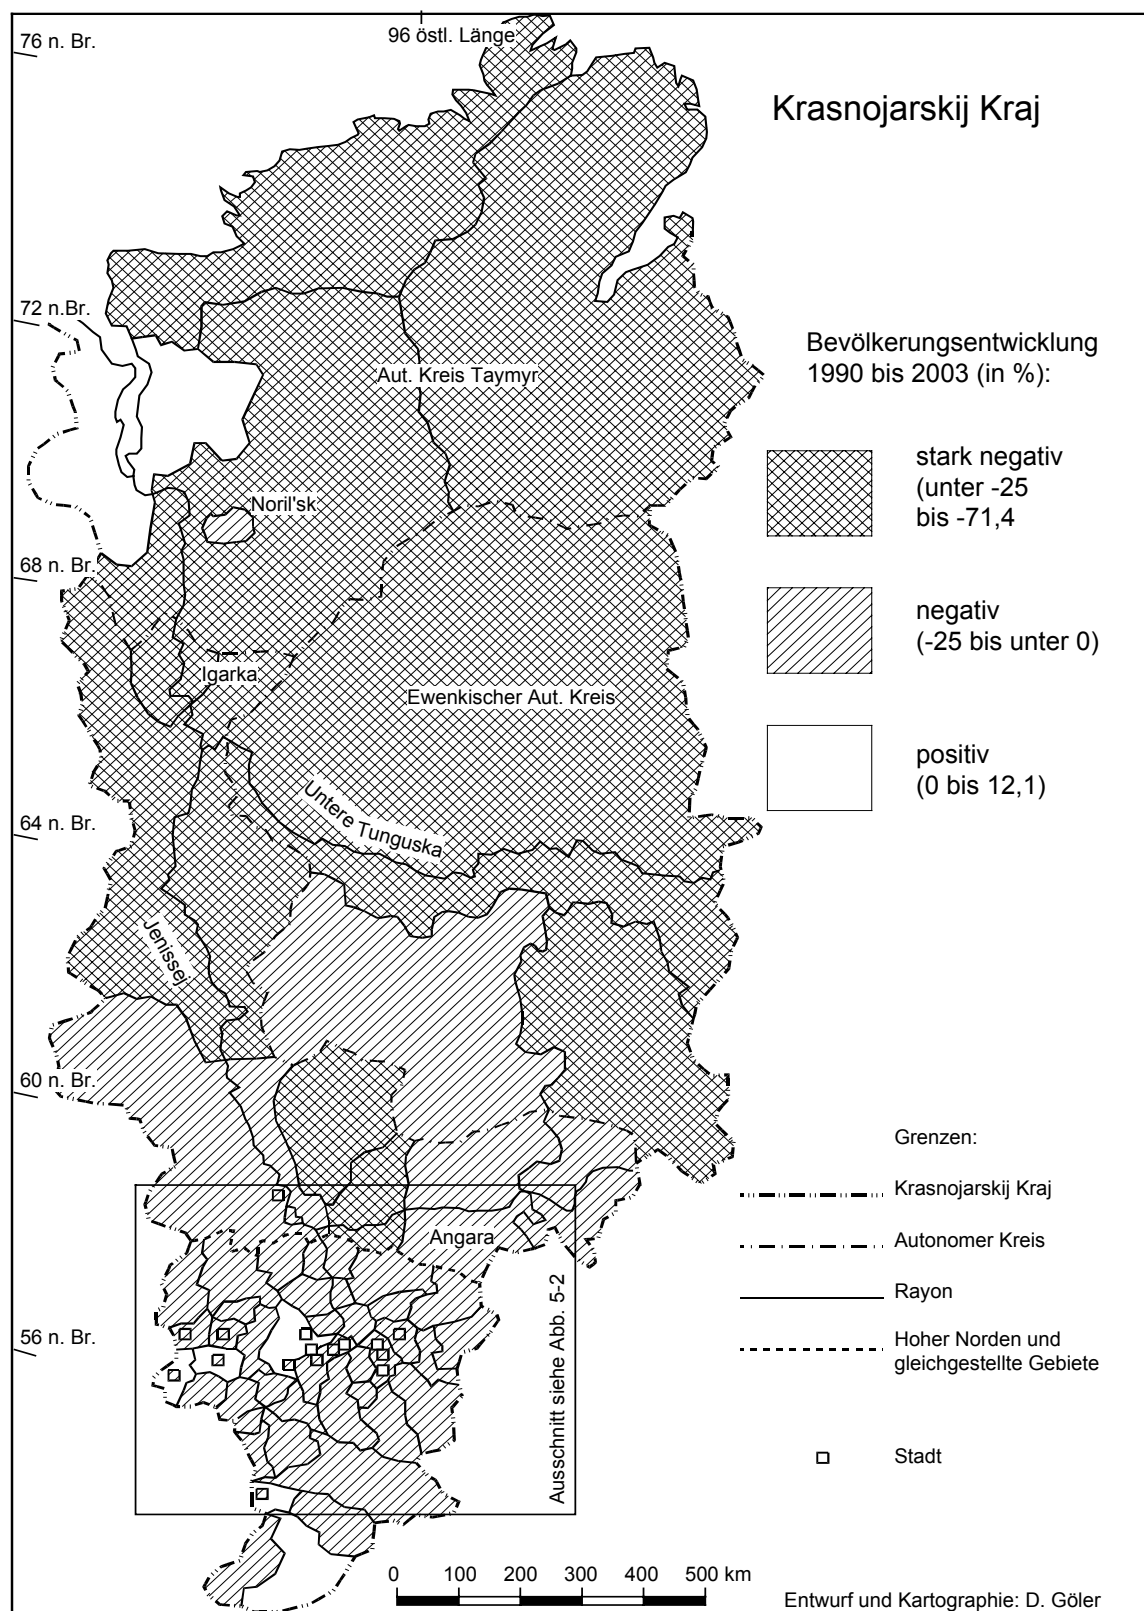 76 n. Br.
96 östl. Länge
Krasnojarskij Kraj
72 n.Br.
Bevölkerungsentwicklung
1990 bis 2003 (in %):
Aut. Kreis Taymyr
stark negativ
(unter -25
bis -71,4
Noril'sk
68 n. Br.
negativ
(-25 bis unter 0)
Igarka
Ewenkischer Aut. Kreis
positiv
(0 bis 12,1)
Untere Tunguska
64 n. Br.
Jenissej
60 n. Br.
Grenzen:
Krasnojarskij Kraj
Angara
Autonomer Kreis
Rayon
Ausschnitt siehe Abb. 5-2
56 n. Br.
Hoher Norden und
gleichgestellte Gebiete
Stadt
0 100 200 300 400 500 km
Entwurf und Kartographie: D. Göler